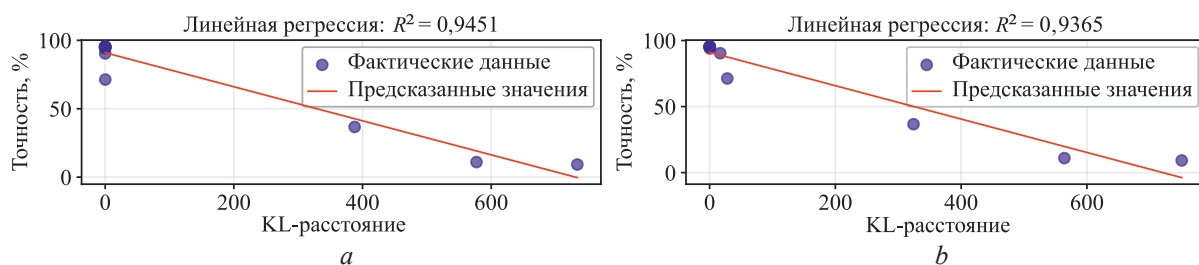 Линейная регрессия: R² = 0,9451
Точность, %
100
50
0
Фактические данные
Предсказанные значения
0 200 400 600
KL-расстояние
a
Линейная регрессия: R² = 0,9365
Точность, %
100
50
0
Фактические данные
Предсказанные значения
0 200 400 600
KL-расстояние
b